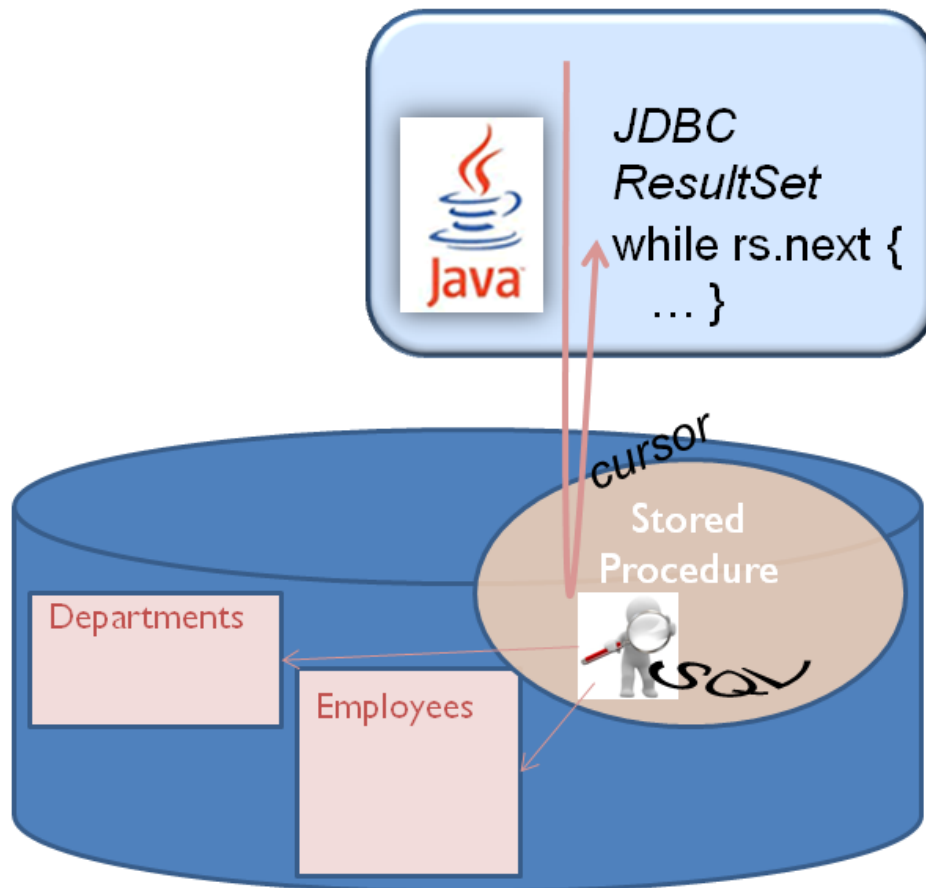 JDBC
ResultSet
while rs.next {
… }
Java
cursor
Stored
Procedure
SQL
Departments
Employees